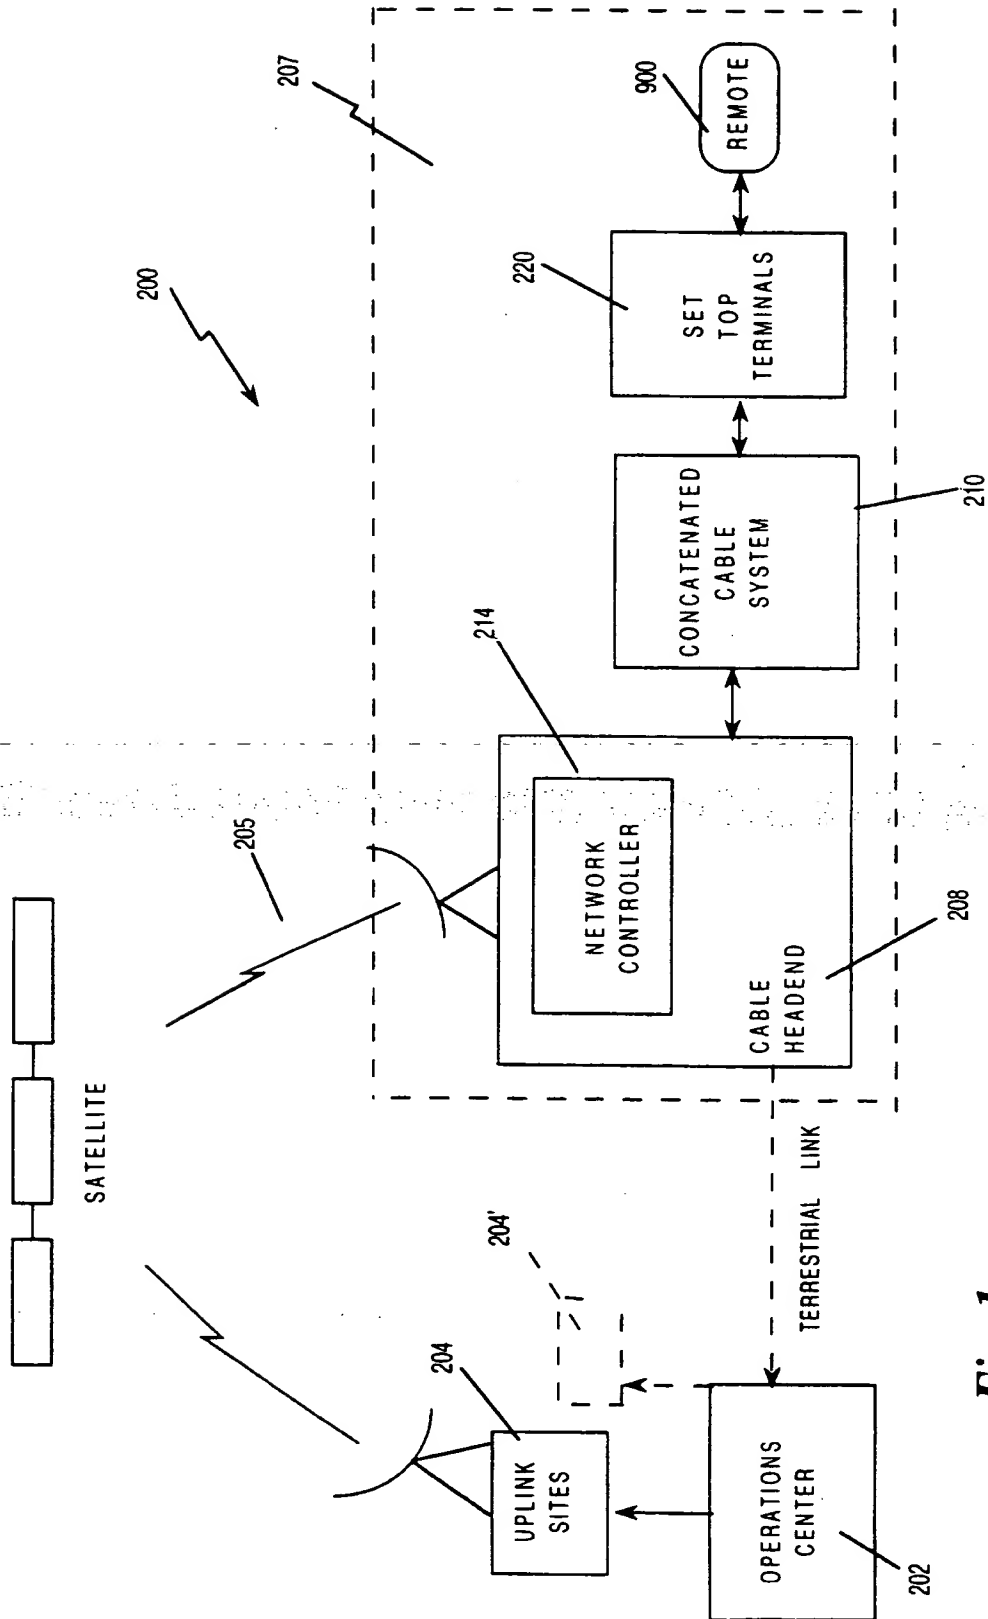 200
207
SATELLITE
205
214
NETWORK
CONTROLLER
CABLE
HEADEND
208
CONCATENATED
CABLE
SYSTEM
210
220
SET
TOP
TERMINALS
900
REMOTE
204
204'
UPLINK
SITES
TERRESTRIAL LINK
OPERATIONS
CENTER
202